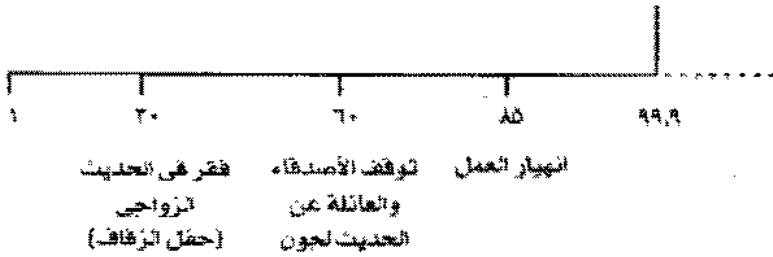 ١ ٣٠ ٦٠ ٨٥ ٩٩,٩
فقر فى الحديث
الزواجي
(حفل الزفاف)
توقف الأصدقاء
والعائلة عن
الحديث لجون
انهيار العمل